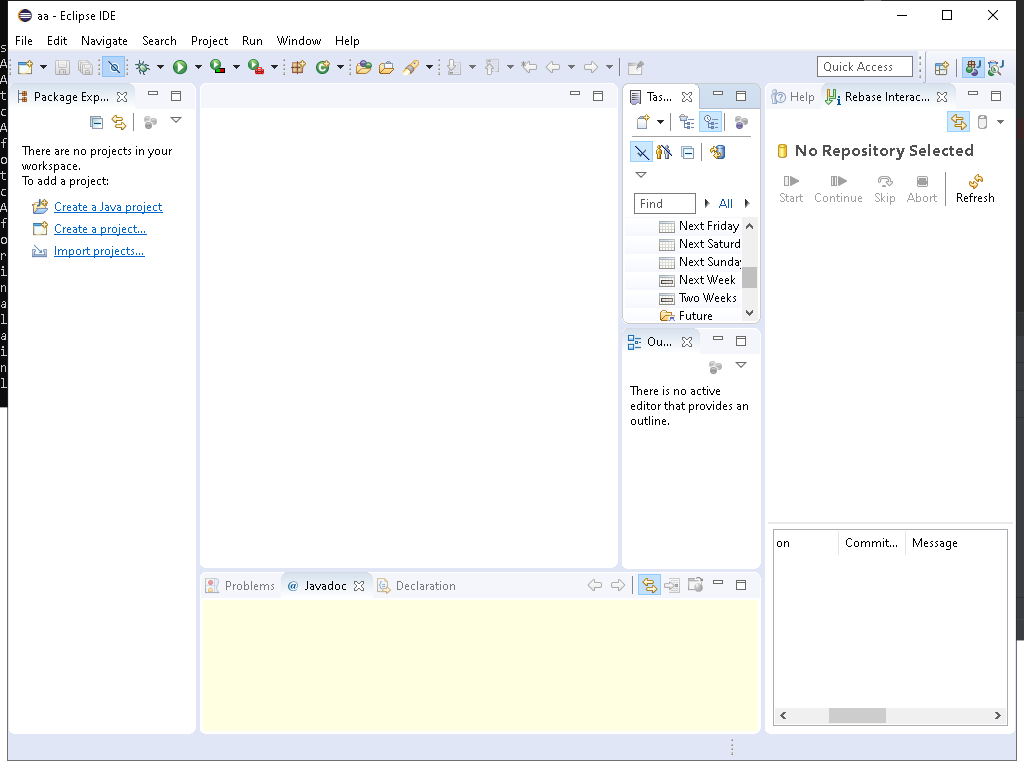 aa - Eclipse IDE
File Edit Navigate Search Project Run Window Help
Quick Access
Package Exp...
There are no projects in your
workspace.
To add a project:
Create a Java project
Create a project...
Import projects...
Tas...
Find
All
Next Friday
Next Saturd
Next Sunday
Next Week
Two Weeks
Future
Ou...
There is no active
editor that provides an
outline.
Help Rebase Interac...
No Repository Selected
Start Continue Skip Abort Refresh
on Commit... Message
Problems @ Javadoc Declaration